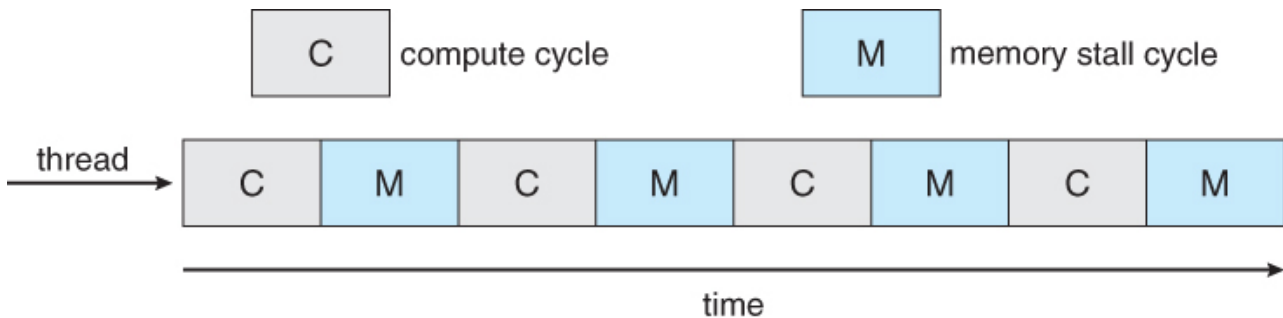 C compute cycle M memory stall cycle
thread
C M C M C M C M
time